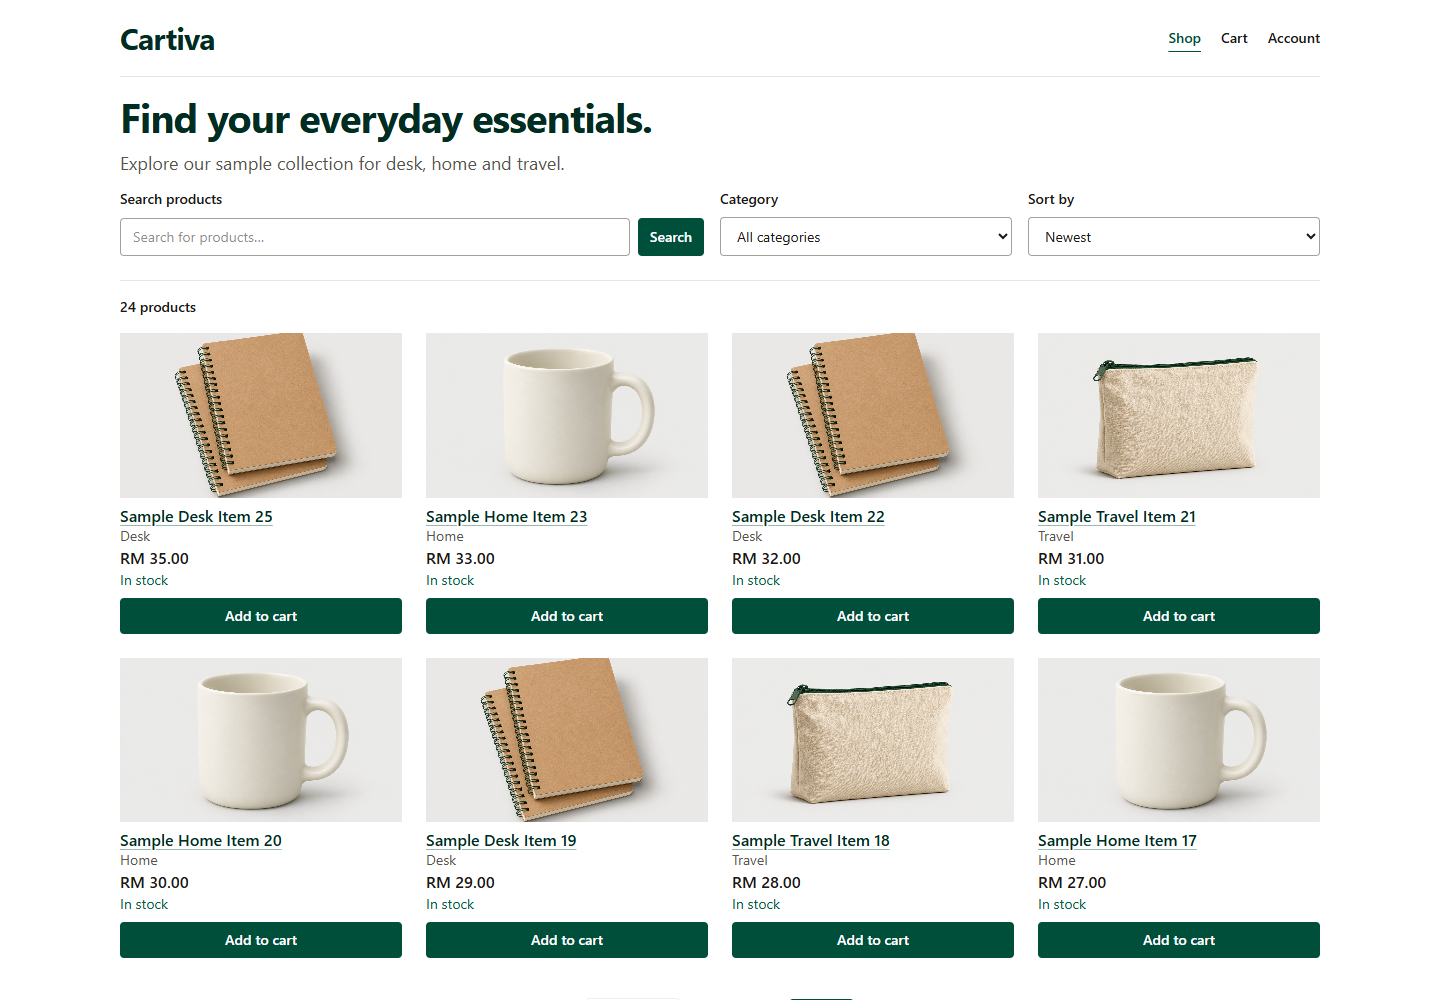 Cartiva
Shop Cart Account
Find your everyday essentials.
Explore our sample collection for desk, home and travel.
Search products Category Sort by
Search for products... Search All categories Newest
24 products
Sample Desk Item 25 Sample Home Item 23 Sample Desk Item 22 Sample Travel Item 21
Desk Home Desk Travel
RM 35.00 RM 33.00 RM 32.00 RM 31.00
In stock In stock In stock In stock
Add to cart Add to cart Add to cart Add to cart
Sample Home Item 20 Sample Desk Item 19 Sample Travel Item 18 Sample Home Item 17
Home Desk Travel Home
RM 30.00 RM 29.00 RM 28.00 RM 27.00
In stock In stock In stock In stock
Add to cart Add to cart Add to cart Add to cart